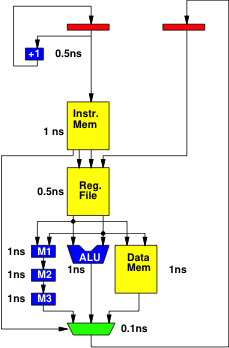 +1
0.5ns
Instr.
Mem
1 ns
Reg.
File
0.5ns
1ns
M1
ALU
Data
Mem
1ns
1ns
1ns
M2
1ns
M3
0.1ns